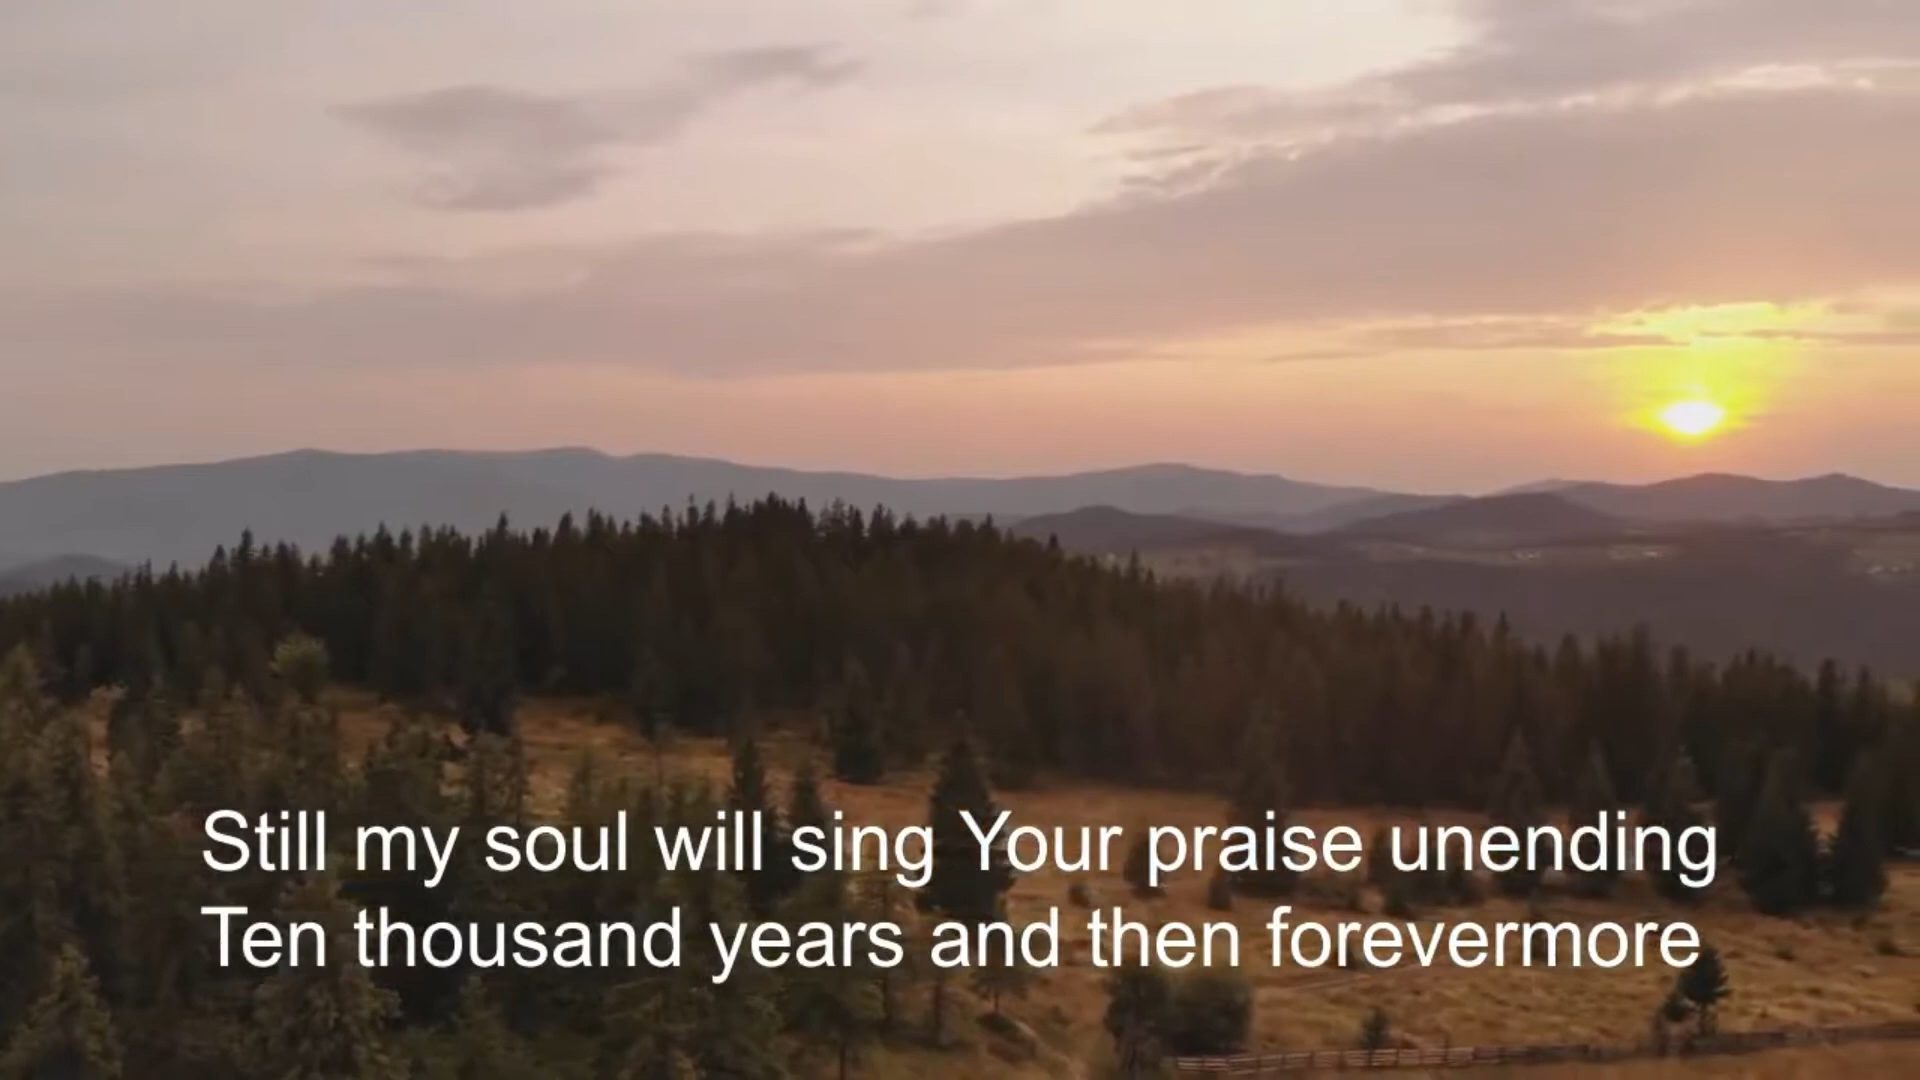 Still my soul will sing Your praise unending
Ten thousand years and then forevermore